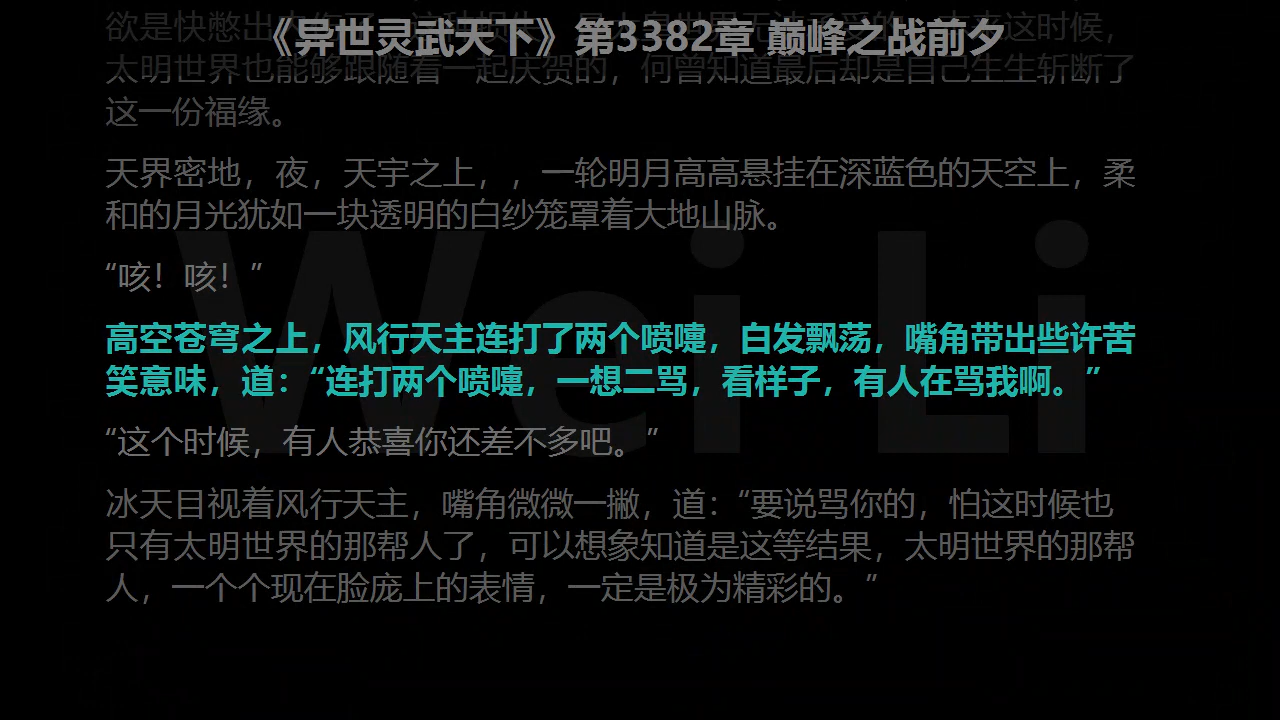 《异世灵武天下》第3382章 巅峰之战前夕
太明世界也能够跟随着一起庆贺的，何曾知道最后却是自己生生斩断了
这一份福缘。
天界密地，夜，天宇之上，，一轮明月高高悬挂在深蓝色的天空上，柔
和的月光犹如一块透明的白纱笼罩着大地山脉。
“咳！咳！”
高空苍穹之上，风行天主连打了两个喷嚏，白发飘荡，嘴角带出些许苦
笑意味，道：“连打两个喷嚏，一想二骂，看样子，有人在骂我啊。”
“这个时候，有人恭喜你还差不多吧。”
冰天目视着风行天主，嘴角微微一撇，道：“要说骂你的，怕这时候也
只有太明世界的那帮人了，可以想象知道是这等结果，太明世界的那帮
人，一个个现在脸庞上的表情，一定是极为精彩的。”
Wei Li